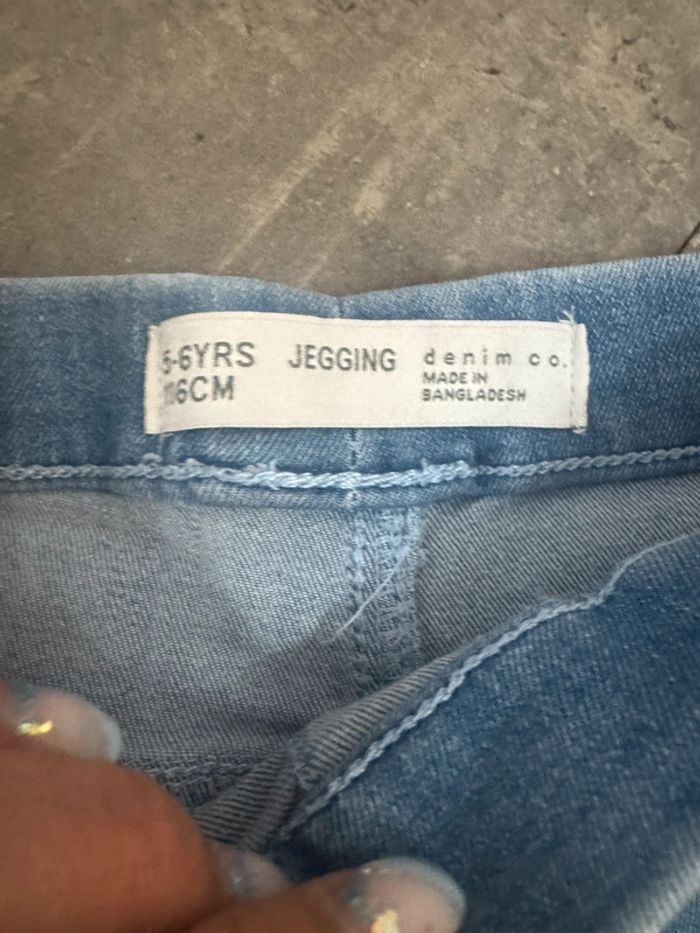 5-6YRS
116CM
JEGGING
denim co.
MADE IN
BANGLADESH